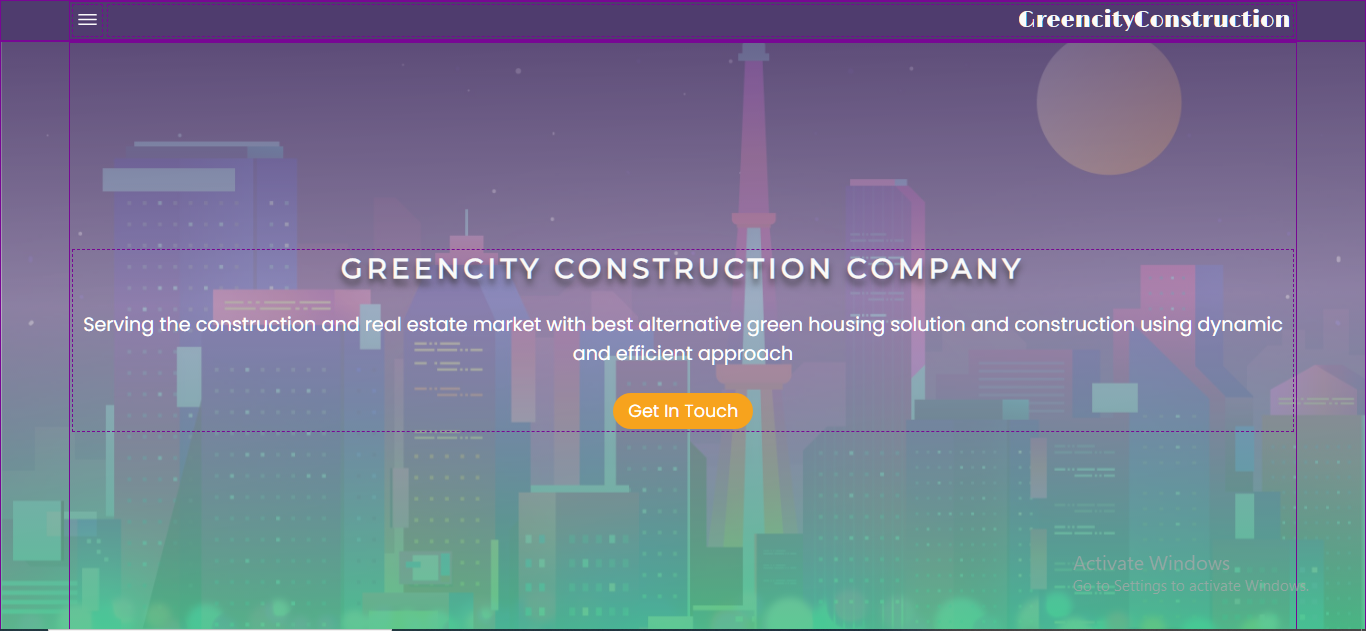 GreencityConstruction
GREENCITY CONSTRUCTION COMPANY
Serving the construction and real estate market with best alternative green housing solution and construction using dynamic
and efficient approach
Get In Touch
Activate Windows
Go to Settings to activate Windows.